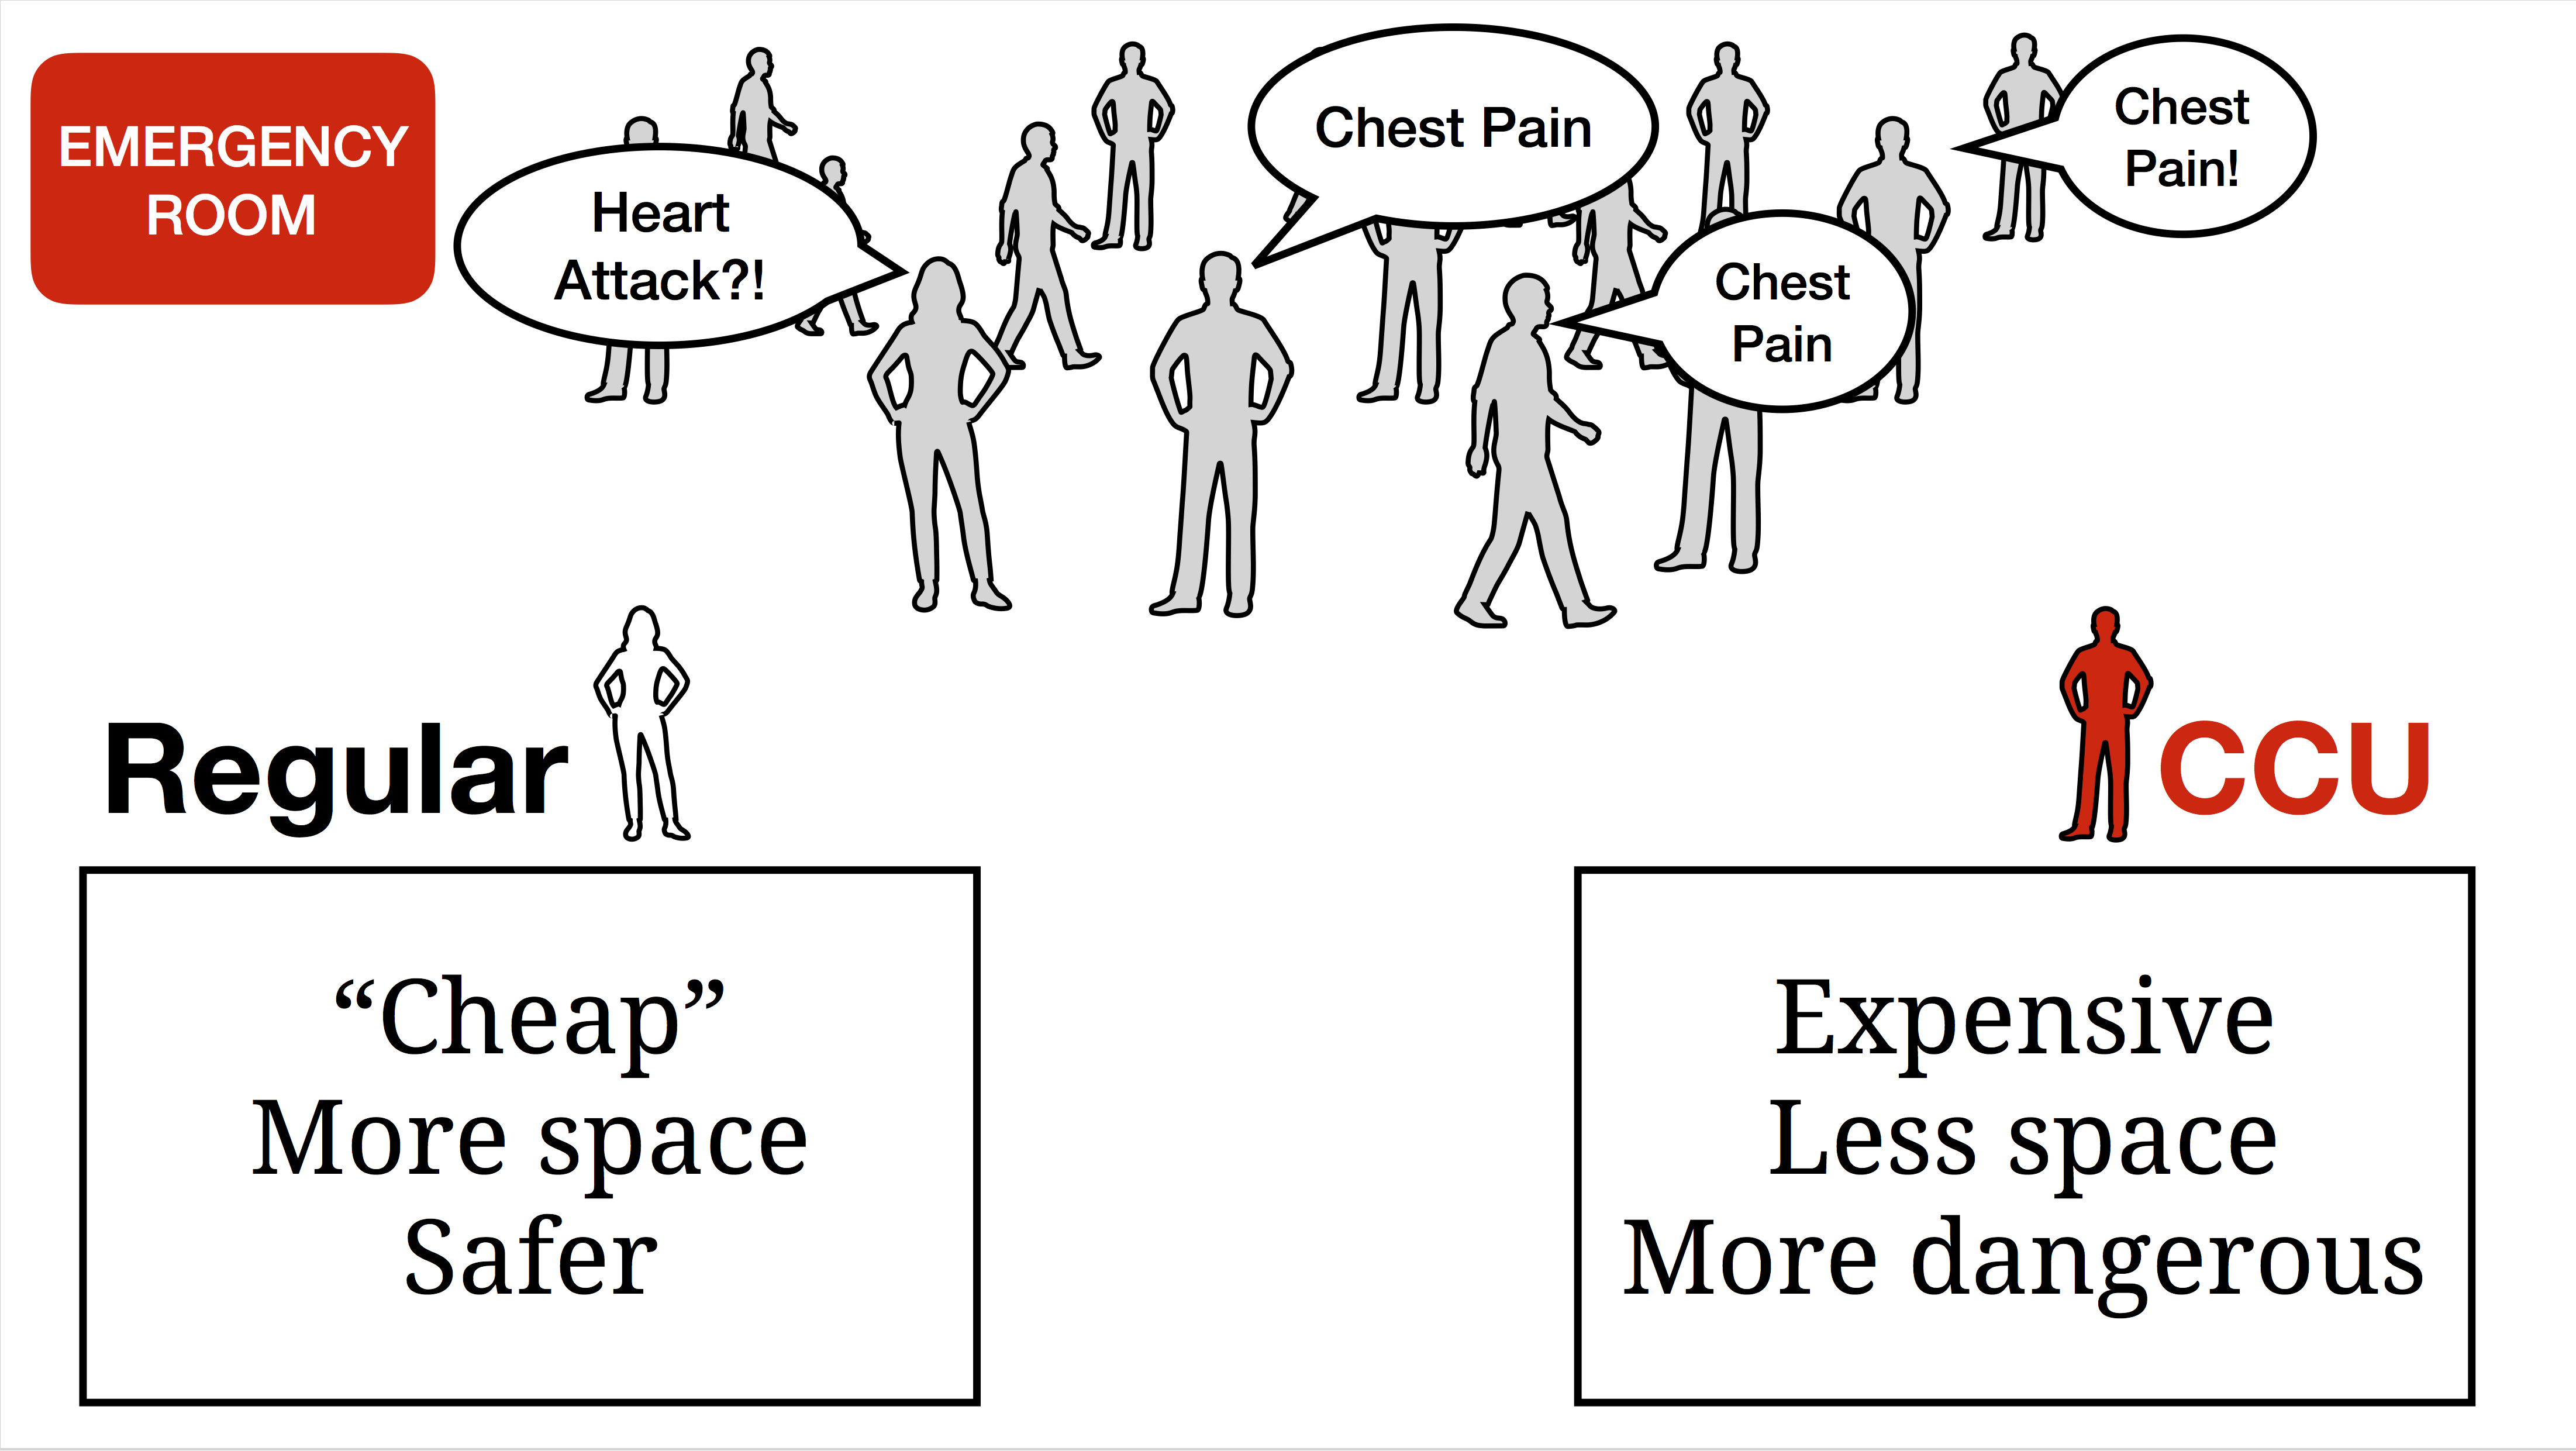 EMERGENCY
ROOM
Heart
Attack?!
Chest Pain
Chest
Pain
Chest
Pain!
Regular
CCU
“Cheap”
More space
Safer
Expensive
Less space
More dangerous